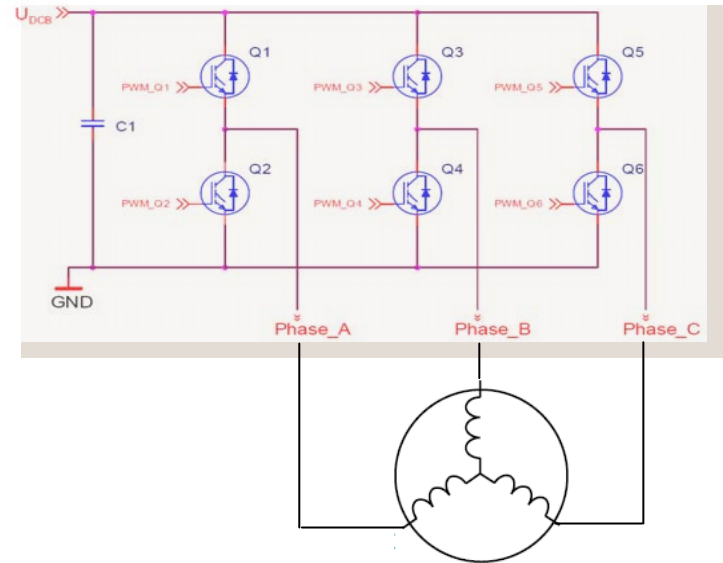 U_DCB
Q1 Q3 Q5
PWM_Q1 PWM_Q3 PWM_Q5
C1
Q2 Q4 Q6
PWM_Q2 PWM_Q4 PWM_Q6
GND
Phase_A Phase_B Phase_C